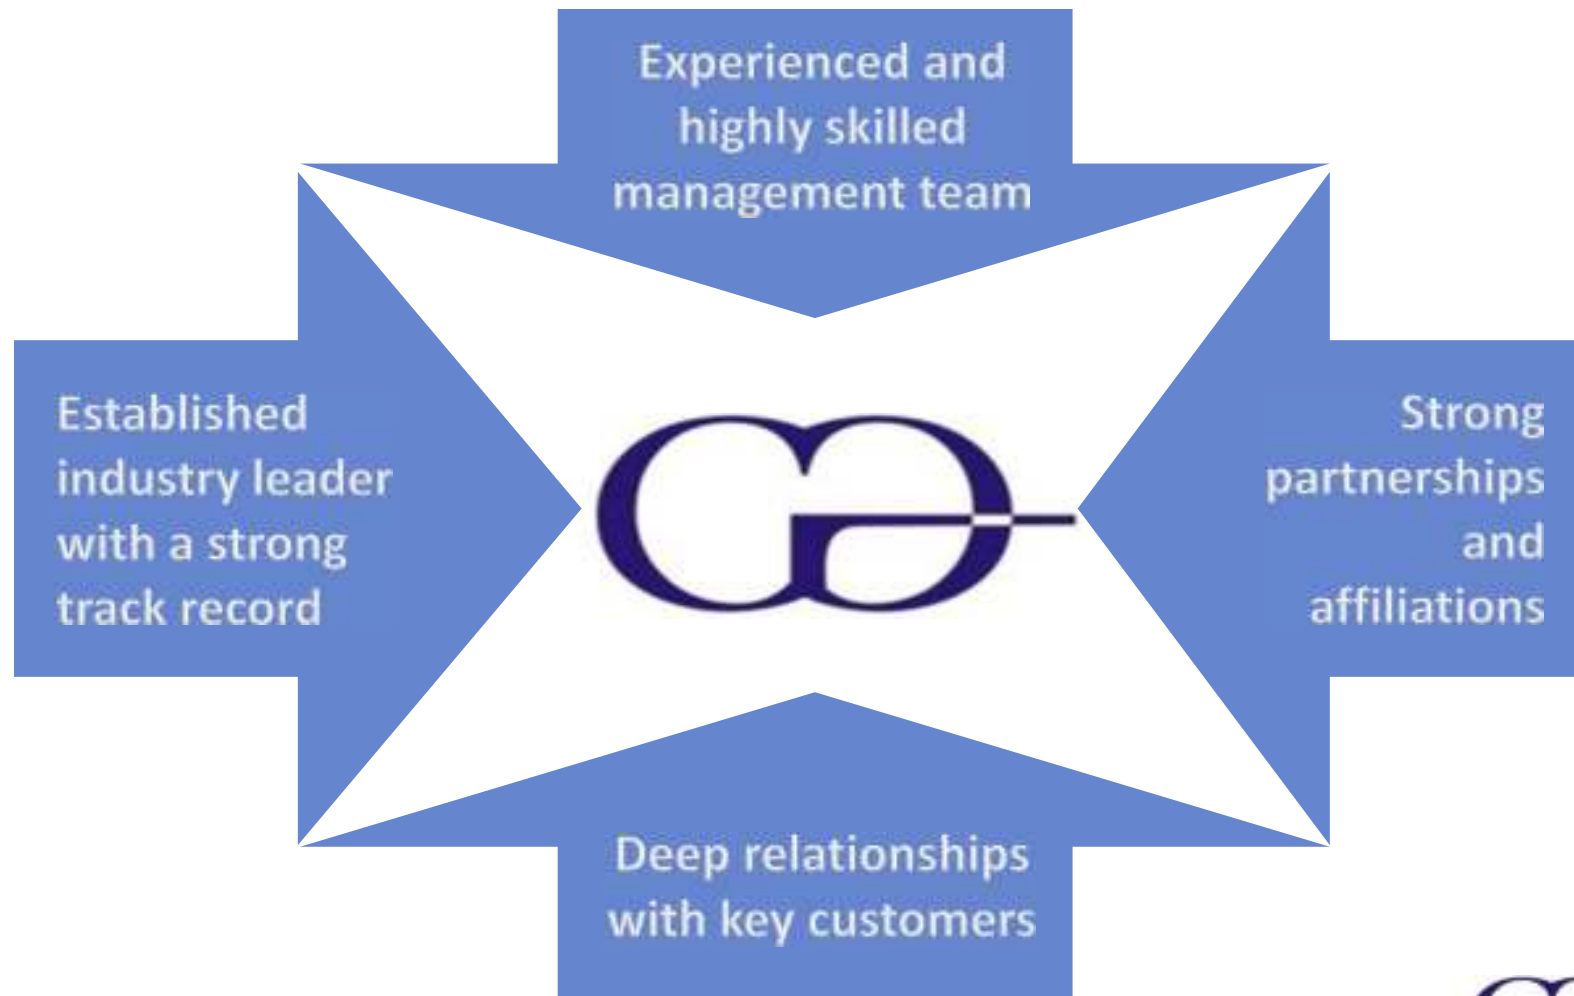 Experienced and
highly skilled
management team
Established
industry leader
with a strong
track record
Strong
partnerships
and
affiliations
Deep relationships
with key customers